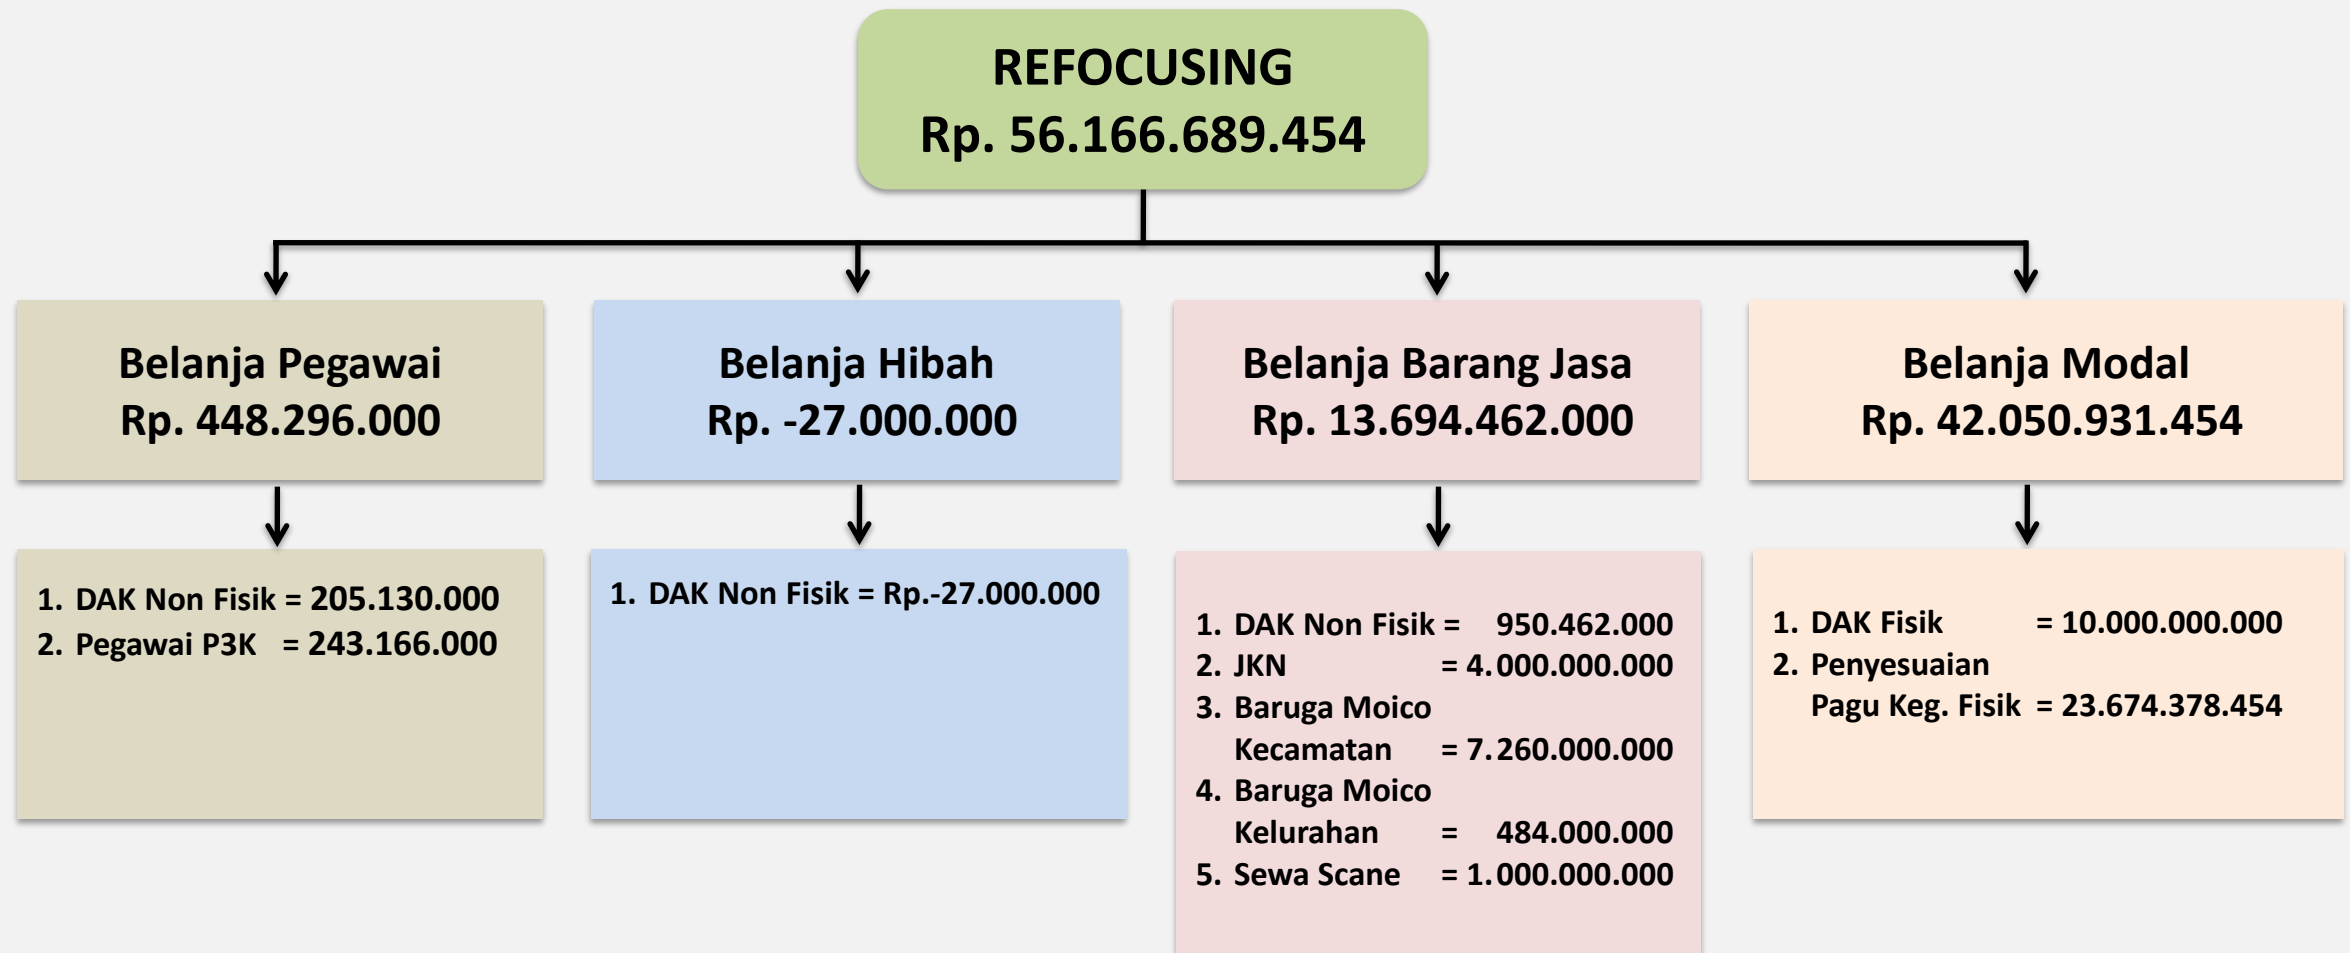 REFOCUSING
Rp. 56.166.689.454
Belanja Pegawai
Rp. 448.296.000
Belanja Hibah
Rp. -27.000.000
Belanja Barang Jasa
Rp. 13.694.462.000
Belanja Modal
Rp. 42.050.931.454
1. DAK Non Fisik = 205.130.000
2. Pegawai P3K = 243.166.000
1. DAK Non Fisik = Rp.-27.000.000
1. DAK Non Fisik = 950.462.000
2. JKN = 4.000.000.000
3. Baruga Moico
Kecamatan = 7.260.000.000
4. Baruga Moico
Kelurahan = 484.000.000
5. Sewa Scane = 1.000.000.000
1. DAK Fisik = 10.000.000.000
2. Penyesuaian
Pagu Keg. Fisik = 23.674.378.454